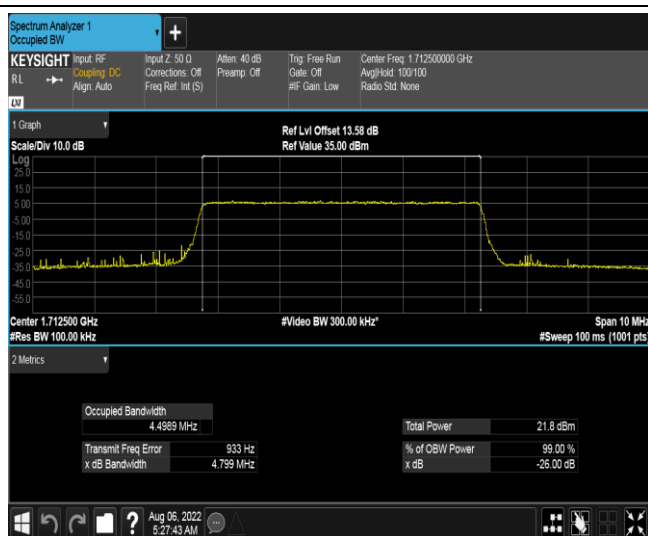 Spectrum Analyzer 1
Occupied BW
+
KEYSIGHT Input: RF Input Z: 50 Ω Atten: 40 dB Trig: Free Run Center Freq: 1.712500000 GHz
RL Coupling: DC Corrections: Off Preamp: Off Gate: Off Avg|Hold: 100/100
Align: Auto Freq Ref: Int (S) #IF Gain: Low Radio Std: None
LXI
1 Graph
Ref Lvl Offset 13.58 dB
Scale/Div 10.0 dB Ref Value 35.00 dBm
Log
25.0
15.0
5.00
-5.00
-15.0
-25.0
-35.0
-45.0
-55.0
Center 1.712500 GHz #Video BW 300.00 kHz* Span 10 MHz
#Res BW 100.00 kHz #Sweep 100 ms (1001 pts)
2 Metrics
Occupied Bandwidth
4.4989 MHz Total Power 21.8 dBm
Transmit Freq Error 933 Hz % of OBW Power 99.00 %
x dB Bandwidth 4.799 MHz x dB -26.00 dB
? Aug 06, 2022
5:27:43 AM